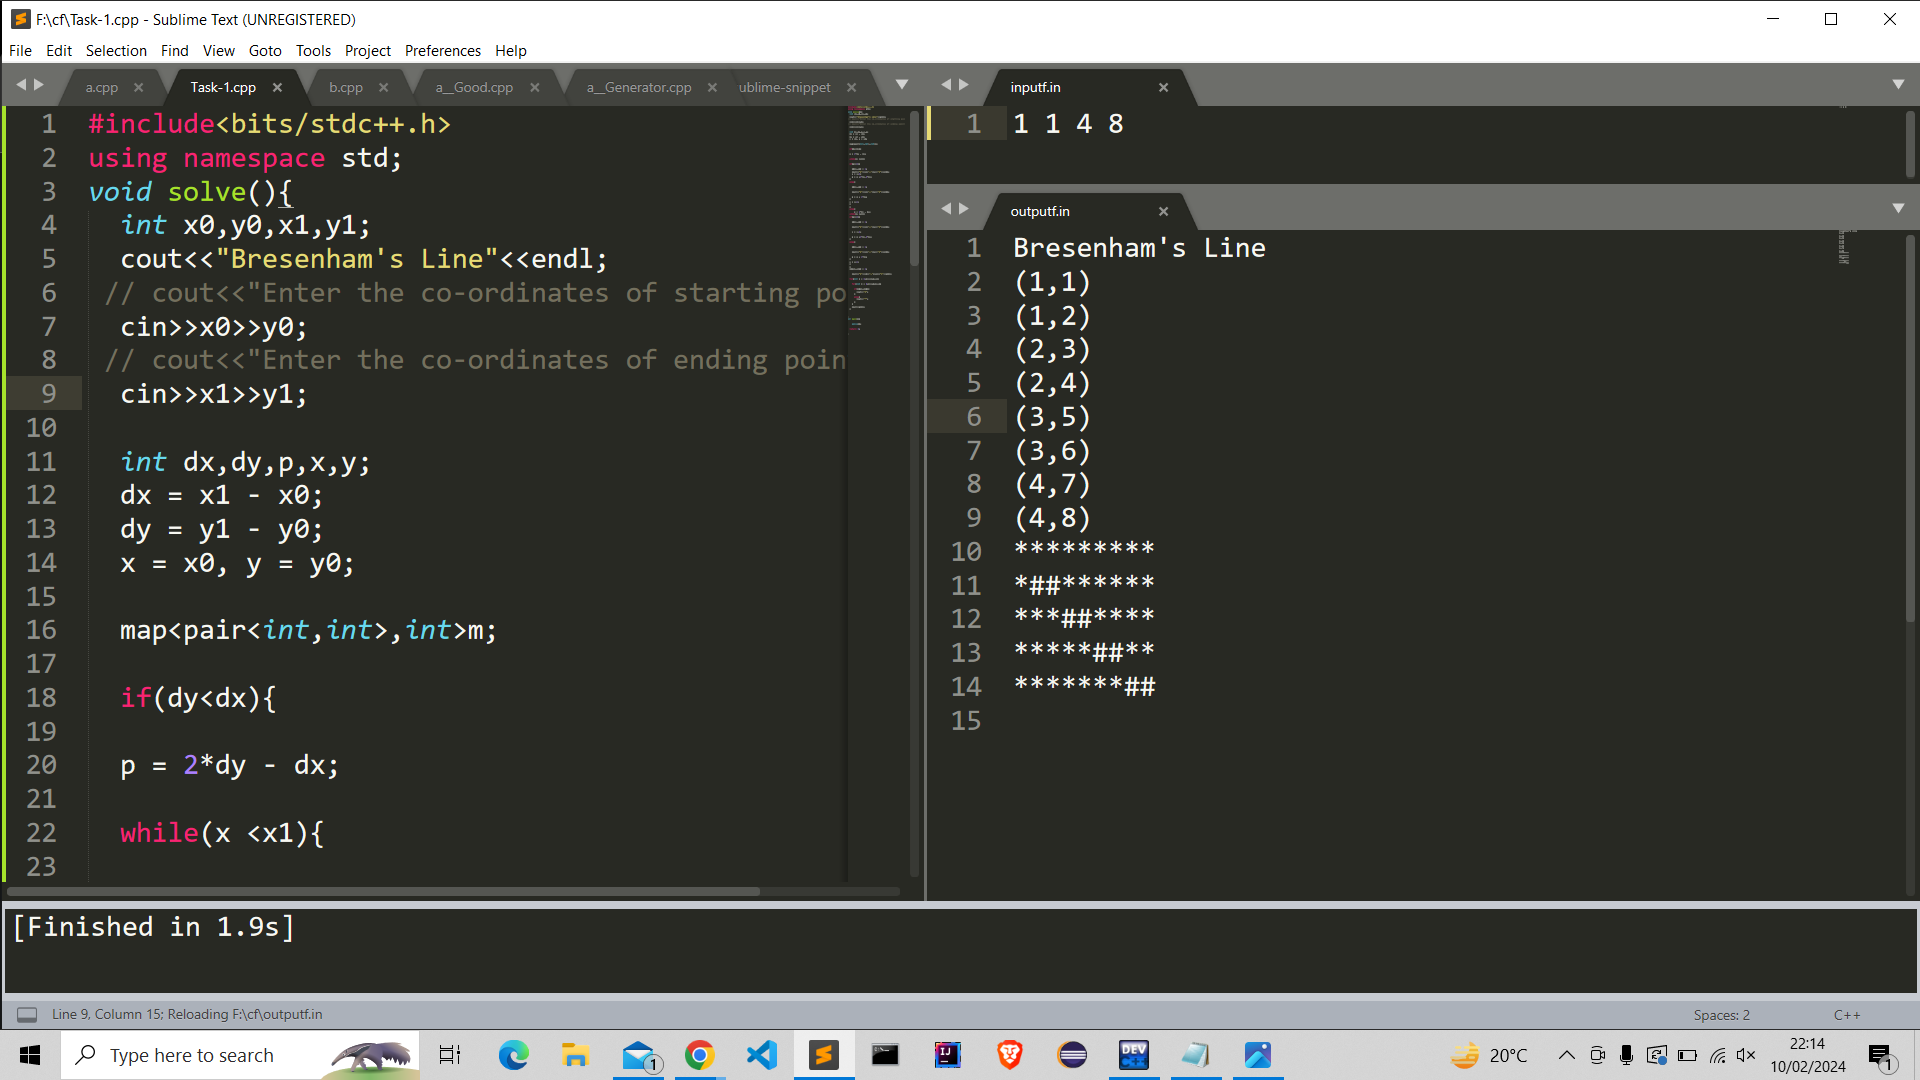 F:\cf\Task-1.cpp - Sublime Text (UNREGISTERED)
File Edit Selection Find View Goto Tools Project Preferences Help
a.cpp Task-1.cpp b.cpp a__Good.cpp a__Generator.cpp ublime-snippet
1 #include<bits/stdc++.h>
2 using namespace std;
3 void solve(){
4 int x0,y0,x1,y1;
5 cout<<"Bresenham's Line"<<endl;
6 // cout<<"Enter the co-ordinates of starting po
7 cin>>x0>>y0;
8 // cout<<"Enter the co-ordinates of ending poin
9 cin>>x1>>y1;
10
11 int dx,dy,p,x,y;
12 dx = x1 - x0;
13 dy = y1 - y0;
14 x = x0, y = y0;
15
16 map<pair<int,int>,int>m;
17
18 if(dy<dx){
19
20 p = 2*dy - dx;
21
22 while(x <x1){
23
inputf.in
1 1 1 4 8
outputf.in
1 Bresenham's Line
2 (1,1)
3 (1,2)
4 (2,3)
5 (2,4)
6 (3,5)
7 (3,6)
8 (4,7)
9 (4,8)
10 *********
11 *##******
12 ***##****
13 *****##**
14 *******##
15
[Finished in 1.9s]
Line 9, Column 15; Reloading F:\cf\outputf.in Spaces: 2 C++
Type here to search
1
IJ
DEV
20°C
22:14
10/02/2024
1